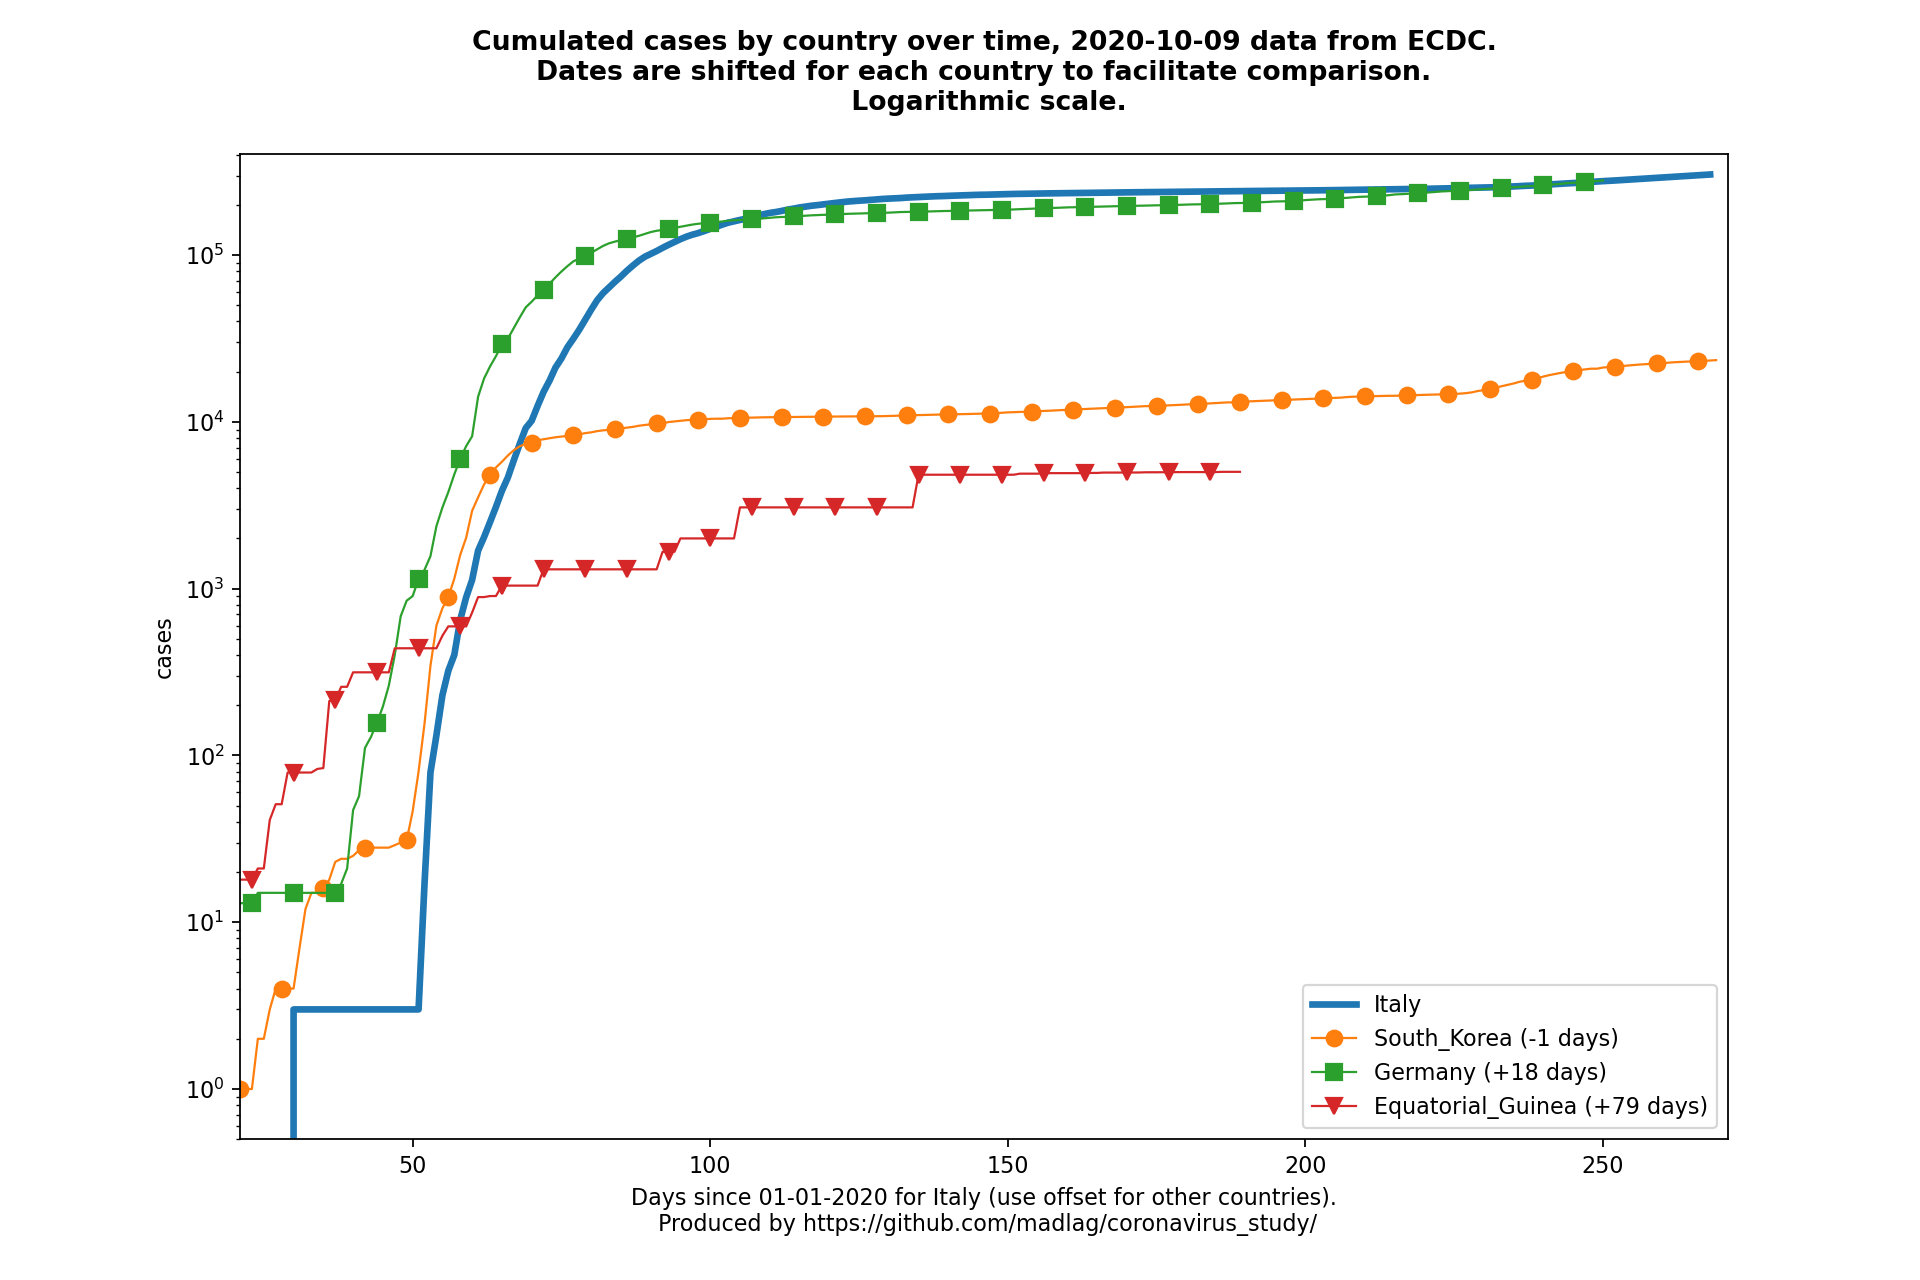 Cumulated cases by country over time, 2020-10-09 data from ECDC.
Dates are shifted for each country to facilitate comparison.
Logarithmic scale.
10^5
10^4
10^3
10^2
10^1
10^0
cases
50 100 150 200 250
Italy
South_Korea (-1 days)
Germany (+18 days)
Equatorial_Guinea (+79 days)
Days since 01-01-2020 for Italy (use offset for other countries).
Produced by https://github.com/madlag/coronavirus_study/